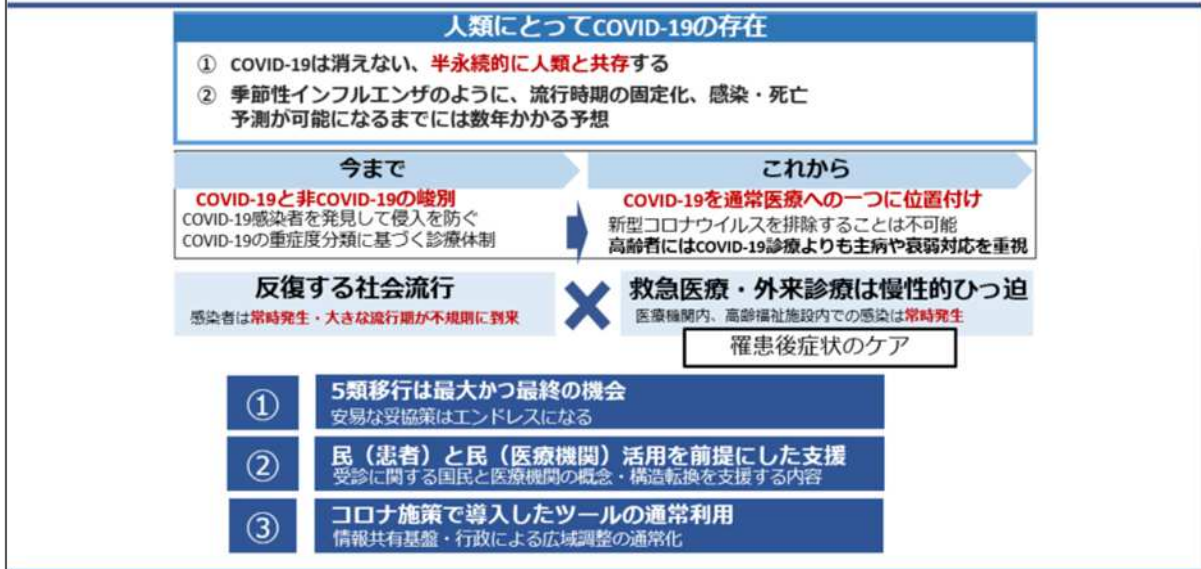 人類にとってCOVID-19の存在
① COVID-19は消えない、半永続的に人類と共存する
② 季節性インフルエンザのように、流行時期の固定化、感染・死亡
予測が可能になるまでには数年かかる予想
今まで
COVID-19と非COVID-19の峻別
COVID-19感染者を発見して侵入を防ぐ
COVID-19の重症度分類に基づく診療体制
これから
COVID-19を通常医療への一つに位置付け
新型コロナウイルスを排除することは不可能
高齢者にはCOVID-19診療よりも主病や衰弱対応を重視
反復する社会流行
感染者は常時発生・大きな流行期が不規則に到来
救急医療・外来診療は慢性的ひっ迫
医療機関内、高齢福祉施設内での感染は常時発生
罹患後症状のケア
①
5類移行は最大かつ最終の機会
安易な妥協策はエンドレスになる
②
民（患者）と民（医療機関）活用を前提にした支援
受診に関する国民と医療機関の概念・構造転換を支援する内容
③
コロナ施策で導入したツールの通常利用
情報共有基盤・行政による広域調整の通常化